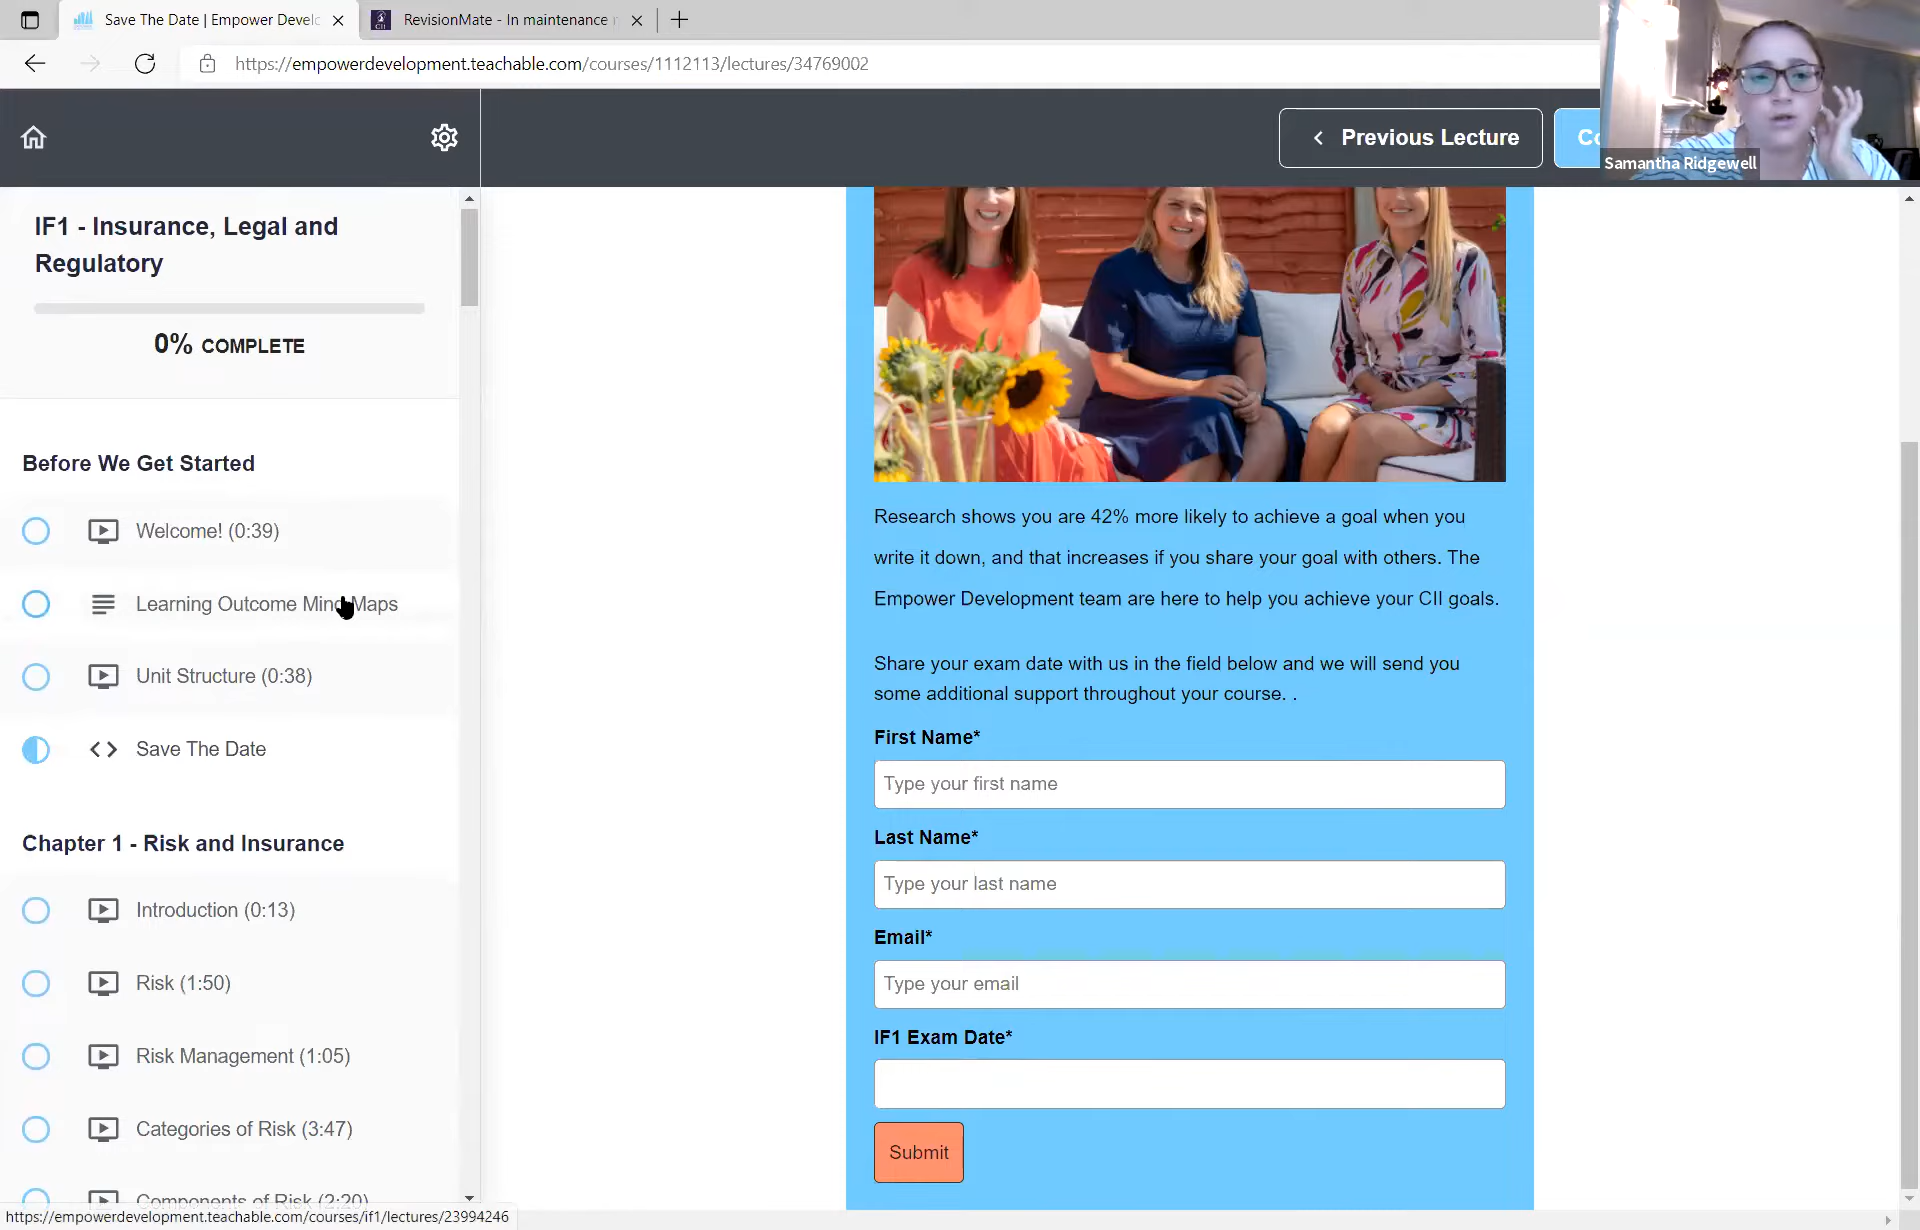 Save The Date | Empower Develo
RevisionMate - In maintenance
https://empowerdevelopment.teachable.com/courses/1112113/lectures/34769002
Previous Lecture
Co
Samantha Ridgewell
IF1 - Insurance, Legal and
Regulatory
0% COMPLETE
Before We Get Started
Welcome! (0:39)
Learning Outcome Mind Maps
Unit Structure (0:38)
Save The Date
Chapter 1 - Risk and Insurance
Introduction (0:13)
Risk (1:50)
Risk Management (1:05)
Categories of Risk (3:47)
Components of Risk (2:20)
https://empowerdevelopment.teachable.com/courses/if1/lectures/23994246
Research shows you are 42% more likely to achieve a goal when you
write it down, and that increases if you share your goal with others. The
Empower Development team are here to help you achieve your CII goals.
Share your exam date with us in the field below and we will send you
some additional support throughout your course. .
First Name*
Type your first name
Last Name*
Type your last name
Email*
Type your email
IF1 Exam Date*
Submit